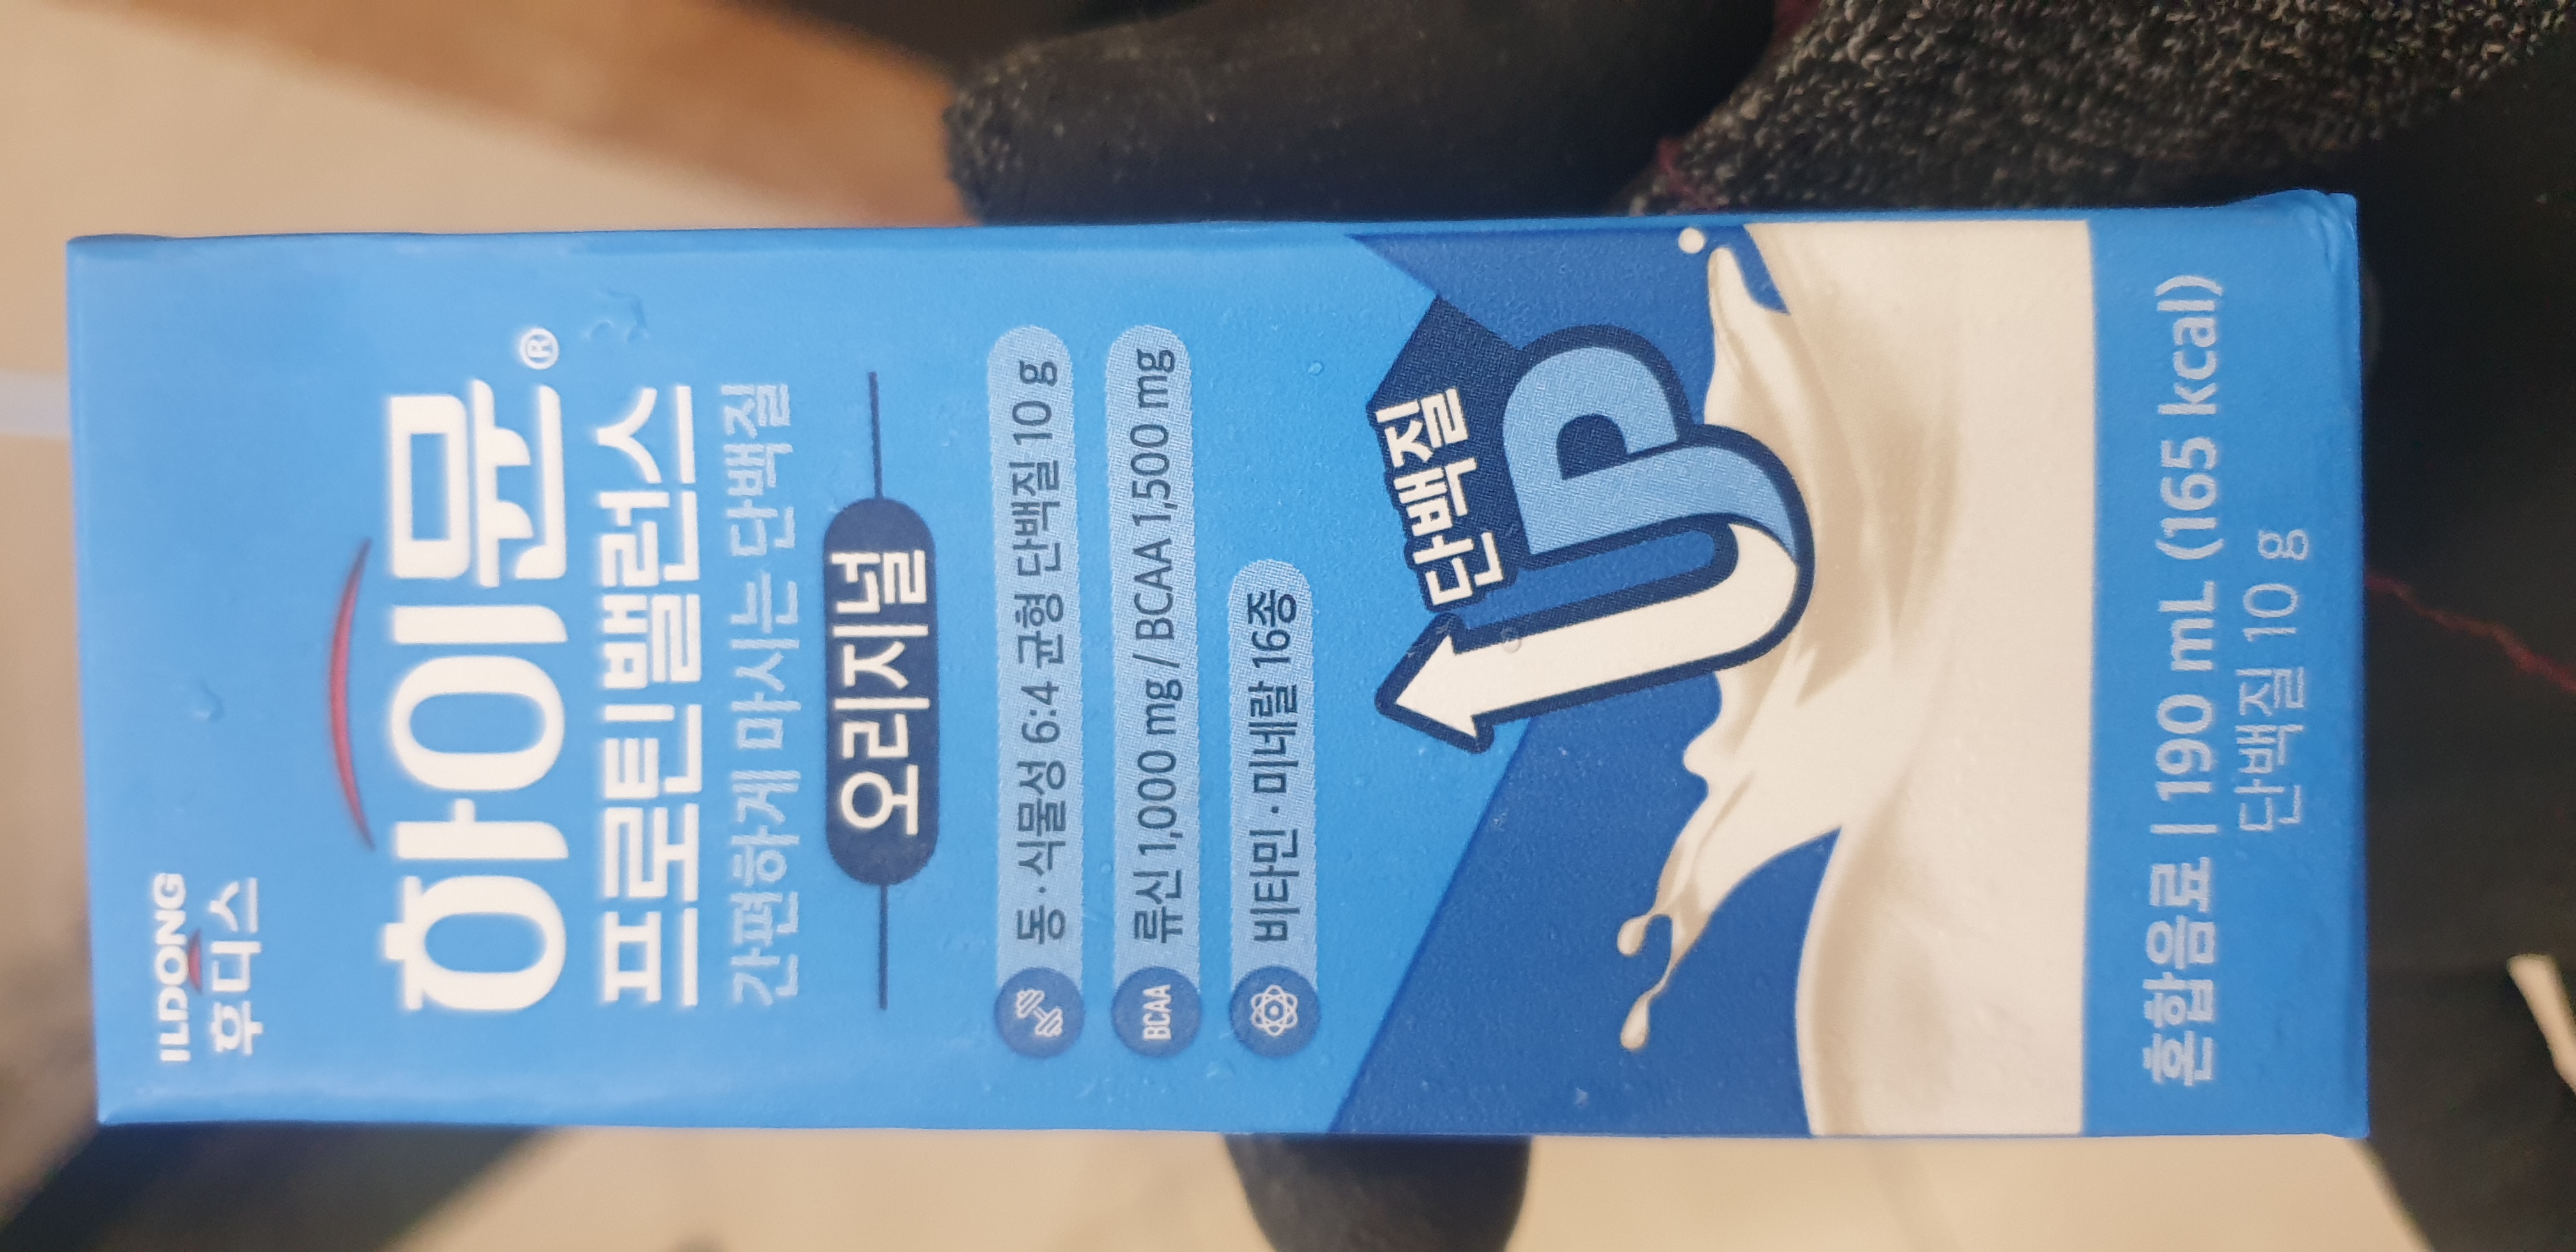 ILDONG
후디스
하이뮨®
프로틴 밸런스
간편하게 마시는 단백질
오리지널
동·식물성 6:4 균형 단백질 10 g
BCAA 류신 1,000 mg / BCAA 1,500 mg
비타민·미네랄 16종
단백질
UP
혼합음료 | 190 mL (165 kcal)
단백질 10 g